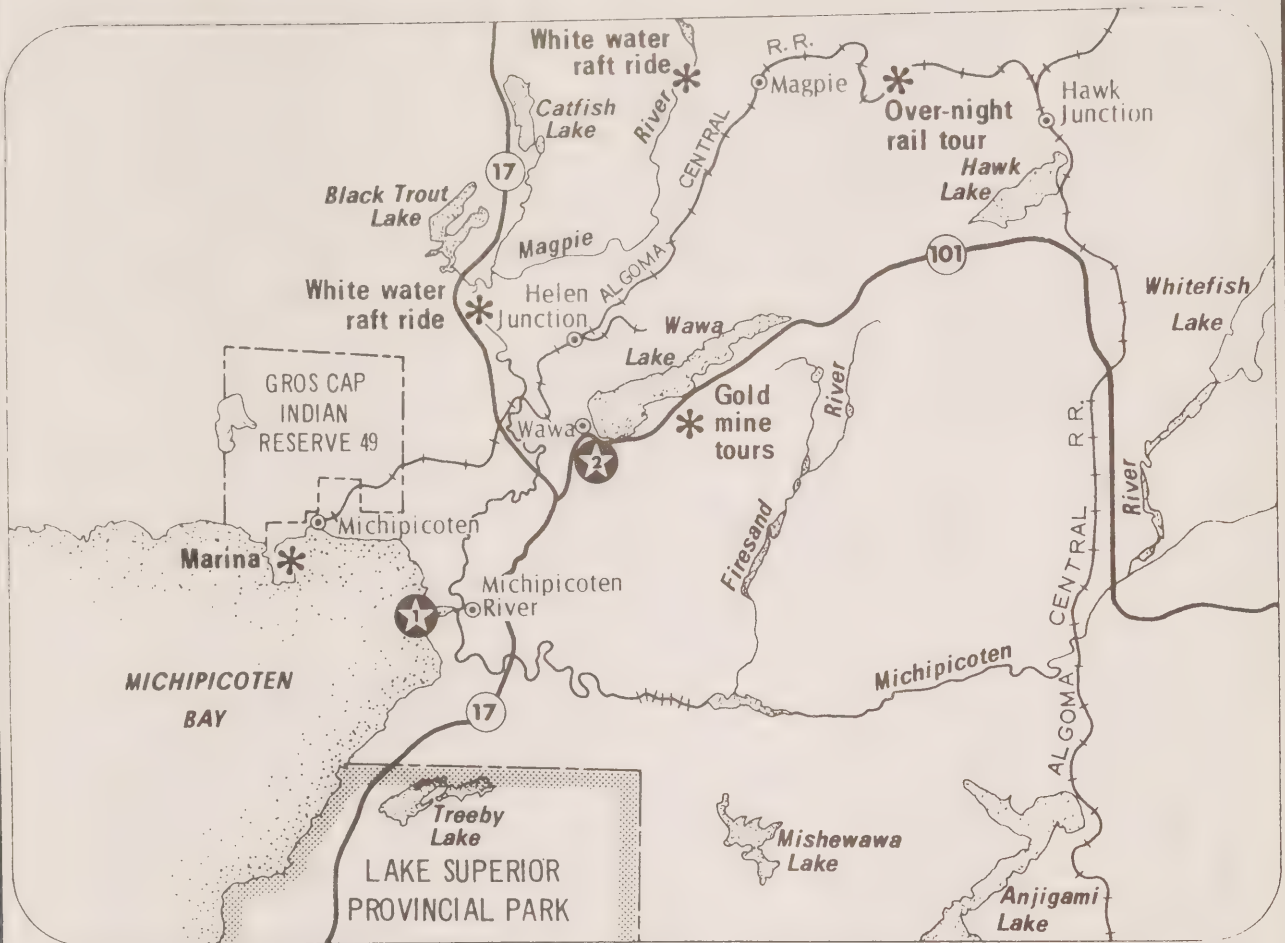 White water
raft ride
River
R.R.
CENTRAL
ALGOMA
Magpie
Over-night
rail tour
Hawk
Junction
Hawk
Lake
Catfish
Lake
17
Black Trout
Lake
Magpie
101
White water
raft ride
Helen
Junction
Wawa
Lake
Whitefish
Lake
GROS CAP
INDIAN
RESERVE 49
Wawa
2
Gold
mine
tours
River
Firesand
River
ALGOMA CENTRAL R.R.
Michipicoten
Marina
1
Michipicoten
River
MICHIPICOTEN
BAY
Michipicoten
17
Treeby
Lake
LAKE SUPERIOR
PROVINCIAL PARK
Mishewawa
Lake
Anjigami
Lake